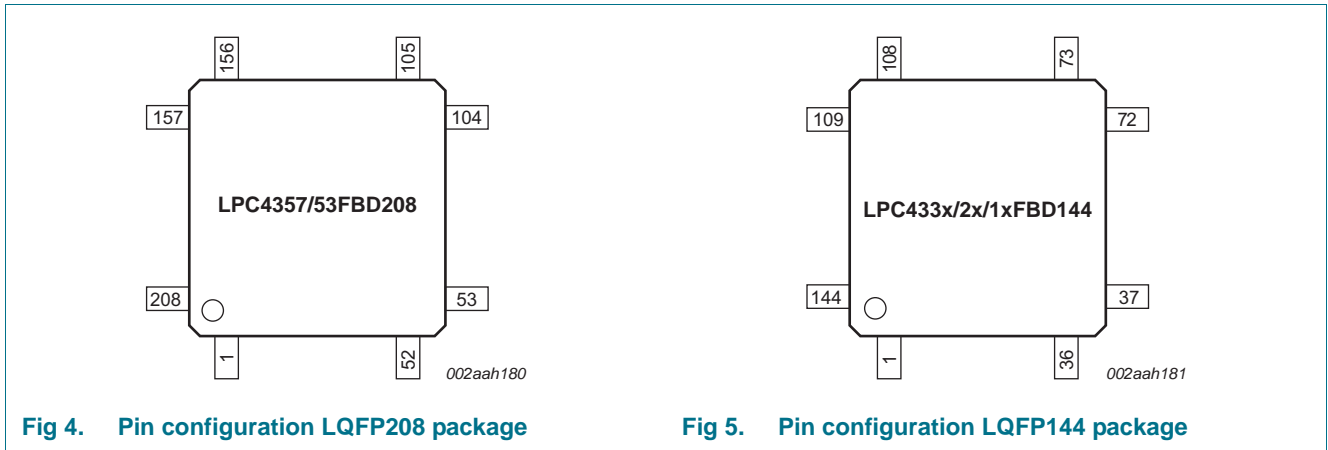 156
105
157
104
LPC4357/53FBD208
208
53
1
52
002aah180
Fig 4. Pin configuration LQFP208 package
108
73
109
72
LPC433x/2x/1xFBD144
144
37
1
36
002aah181
Fig 5. Pin configuration LQFP144 package